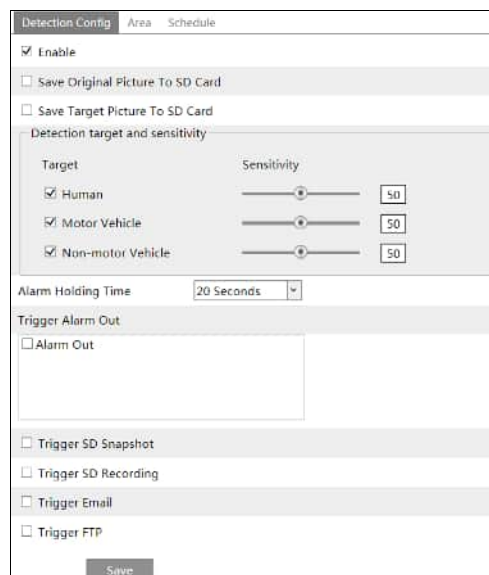 Detection Config Area Schedule
Enable
Save Original Picture To SD Card
Save Target Picture To SD Card
Detection target and sensitivity
Target Sensitivity
Human 50
Motor Vehicle 50
Non-motor Vehicle 50
Alarm Holding Time 20 Seconds
Trigger Alarm Out
Alarm Out
Trigger SD Snapshot
Trigger SD Recording
Trigger Email
Trigger FTP
Save